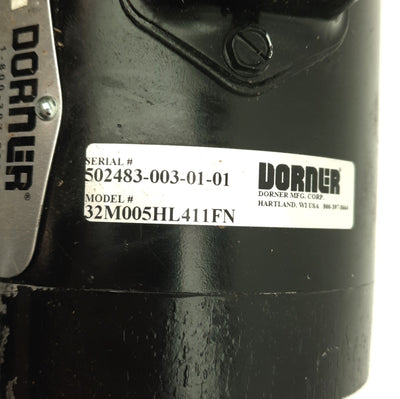 DORNER®
SERIAL #
502483-003-01-01
MODEL #
32M005HL411FN
DORNER
DORNER MFG. CORP.
HARTLAND, WI USA